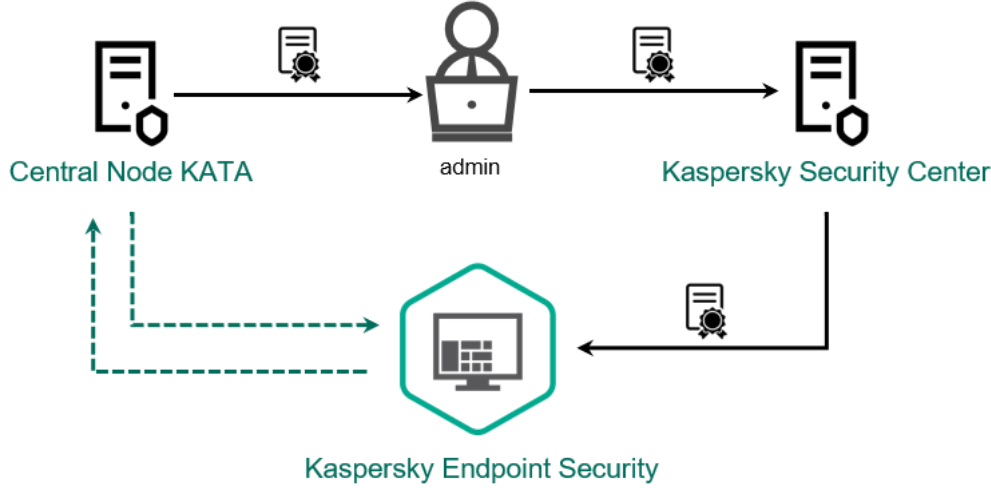 admin
Central Node KATA
Kaspersky Security Center
Kaspersky Endpoint Security